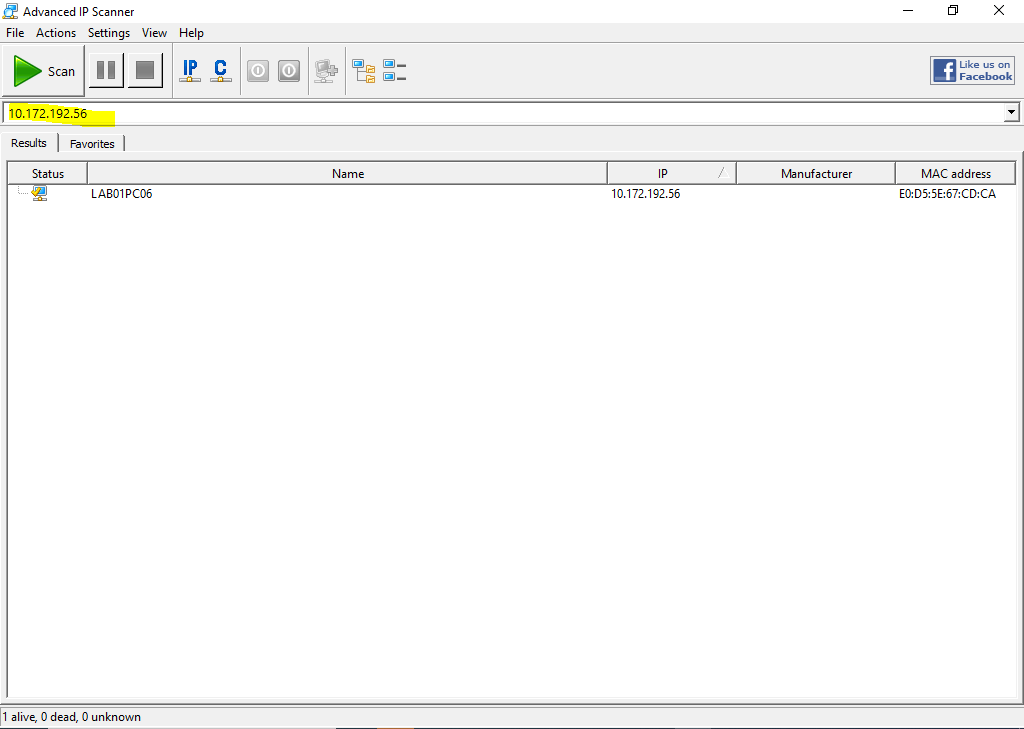 Advanced IP Scanner
File Actions Settings View Help
Scan IP C Like us on
Facebook
10.172.192.56
Results Favorites
Status Name IP Manufacturer MAC address
LAB01PC06 10.172.192.56 E0:D5:5E:67:CD:CA
1 alive, 0 dead, 0 unknown